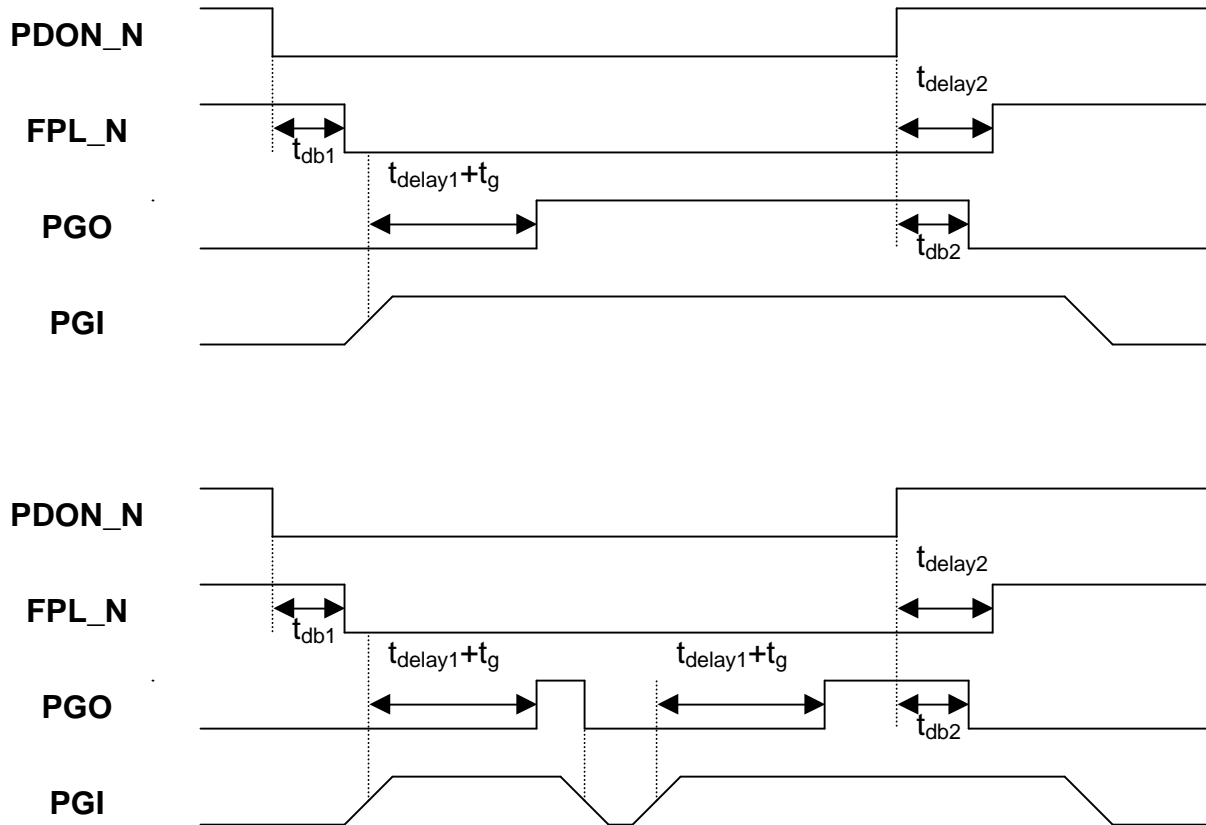 PDON_N
tdelay2
FPL_N
tdb1
tdelay1+tg
PGO
tdb2
PGI
PDON_N
tdelay2
FPL_N
tdb1
tdelay1+tg tdelay1+tg
PGO
tdb2
PGI